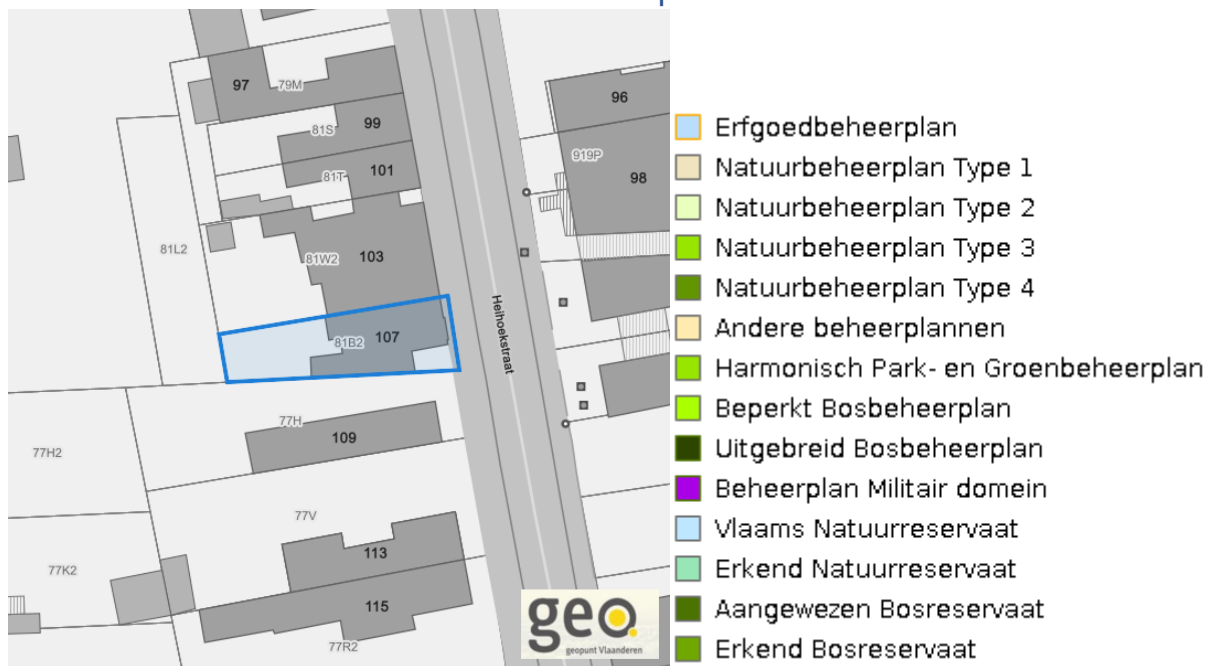 97
79M
96
99
81S
919P
101
98
81T
81L2
103
81W2
107
81B2
Heihoekstraat
77H
109
77H2
77V
113
77K2
115
77R2
geo.
geopunt Vlaanderen
Erfgoedbeheerplan
Natuurbeheerplan Type 1
Natuurbeheerplan Type 2
Natuurbeheerplan Type 3
Natuurbeheerplan Type 4
Andere beheerplannen
Harmonisch Park- en Groenbeheerplan
Beperkt Bosbeheerplan
Uitgebreid Bosbeheerplan
Beheerplan Militair domein
Vlaams Natuurreservaat
Erkend Natuurreservaat
Aangewezen Bosreservaat
Erkend Bosreservaat